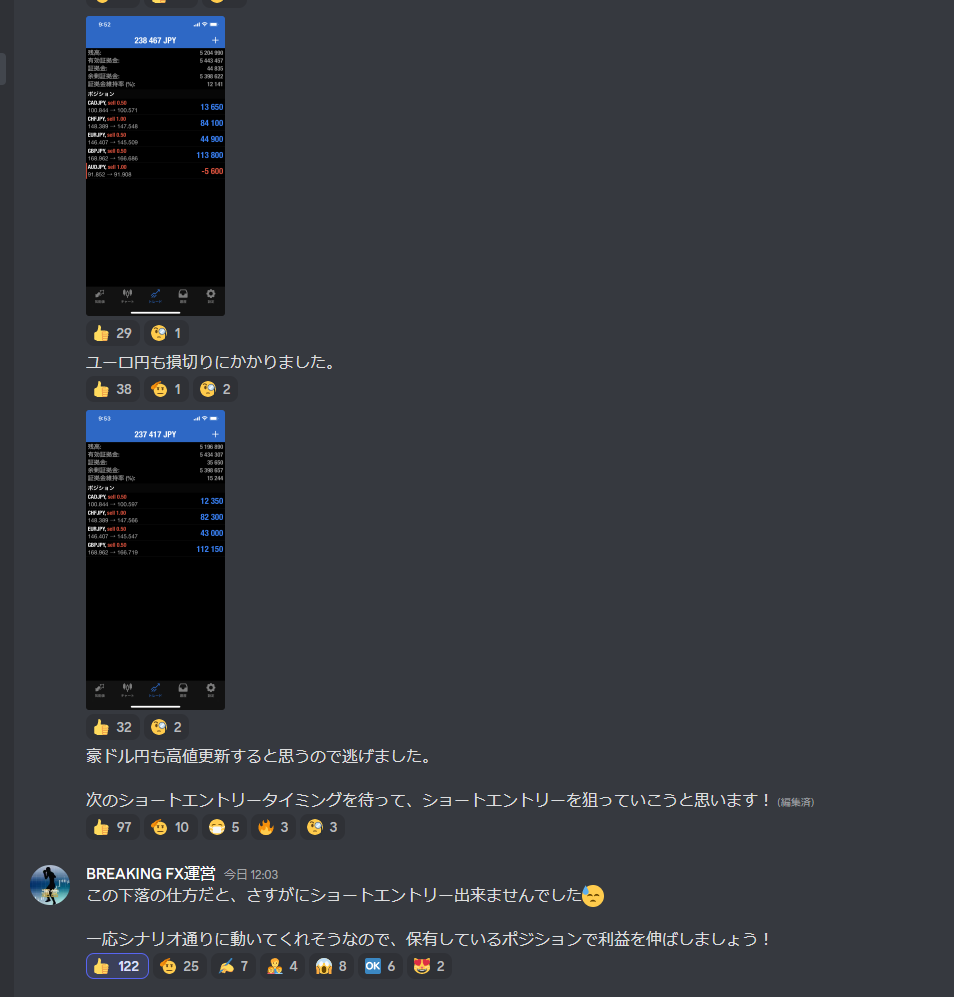 9:52
238 467 JPY
+
残高: 5 204 990
有効証拠金: 5 443 457
証拠金: 44 835
余剰証拠金: 5 398 622
証拠金維持率 (%): 12 141
ポジション
CADJPY, sell 0.50
100.844 → 100.571 13 650
CHFJPY, sell 1.00
148.389 → 147.548 84 100
EURJPY, sell 0.50
146.407 → 145.509 44 900
GBPJPY, sell 0.50
168.962 → 166.686 113 800
AUDJPY, sell 1.00
91.852 → 91.908 -5 600
チャート
29 1
ユーロ円も損切りにかかりました。
38 1 2
9:53
237 417 JPY
+
残高: 5 196 890
有効証拠金: 5 434 307
証拠金: 35 650
余剰証拠金: 5 398 657
証拠金維持率 (%): 15 244
ポジション
CADJPY, sell 0.50
100.844 → 100.597 12 350
CHFJPY, sell 1.00
148.389 → 147.566 82 300
EURJPY, sell 0.50
146.407 → 145.547 43 000
GBPJPY, sell 0.50
168.962 → 166.719 112 150
チャート
32 2
豪ドル円も高値更新すると思うので逃げました。
次のショートエントリータイミングを待って、ショートエントリーを狙っていこうと思います！ (編集済)
97 10 5 3 3
BREAKING FX運営 今日 12:03
この下落の仕方だと、さすがにショートエントリー出来ませんでした
一応シナリオ通りに動いてくれそうなので、保有しているポジションで利益を伸ばしましょう！
122 25 7 4 8 OK 6 2